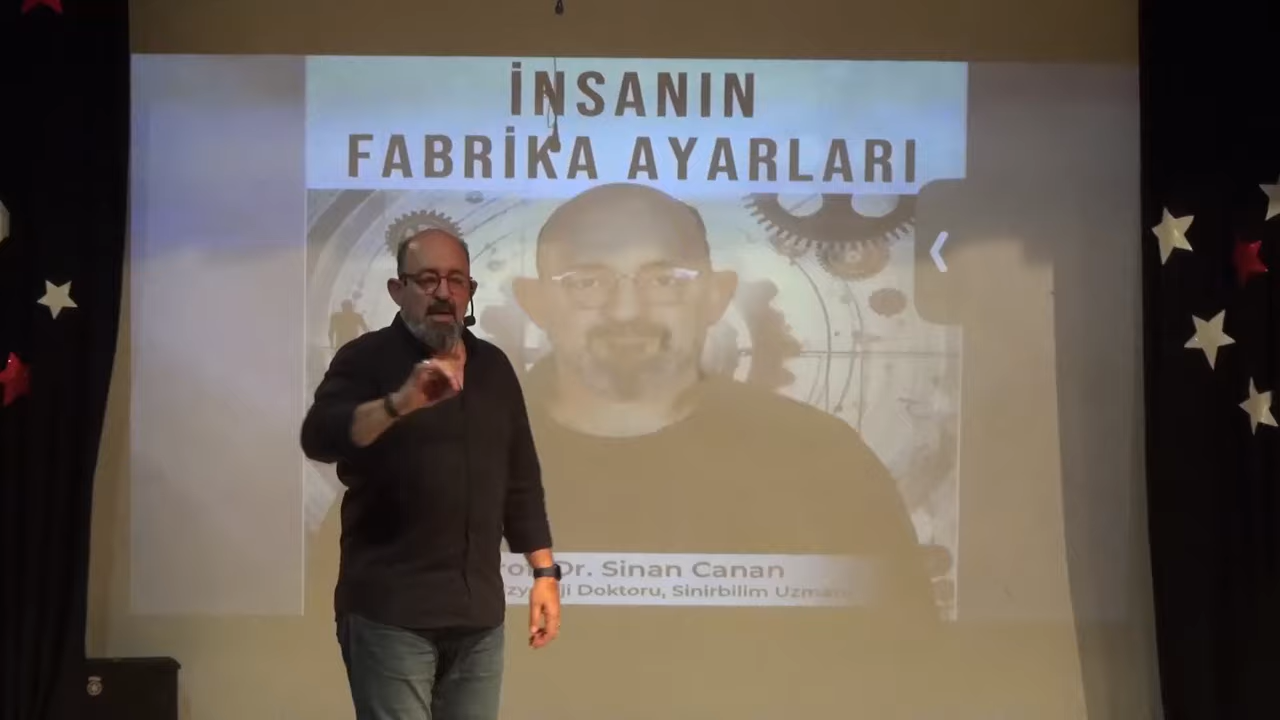 İNSANIN
FABRİKA AYARLARI
Dr. Sinan Canan
Doktoru, Sinirbilim